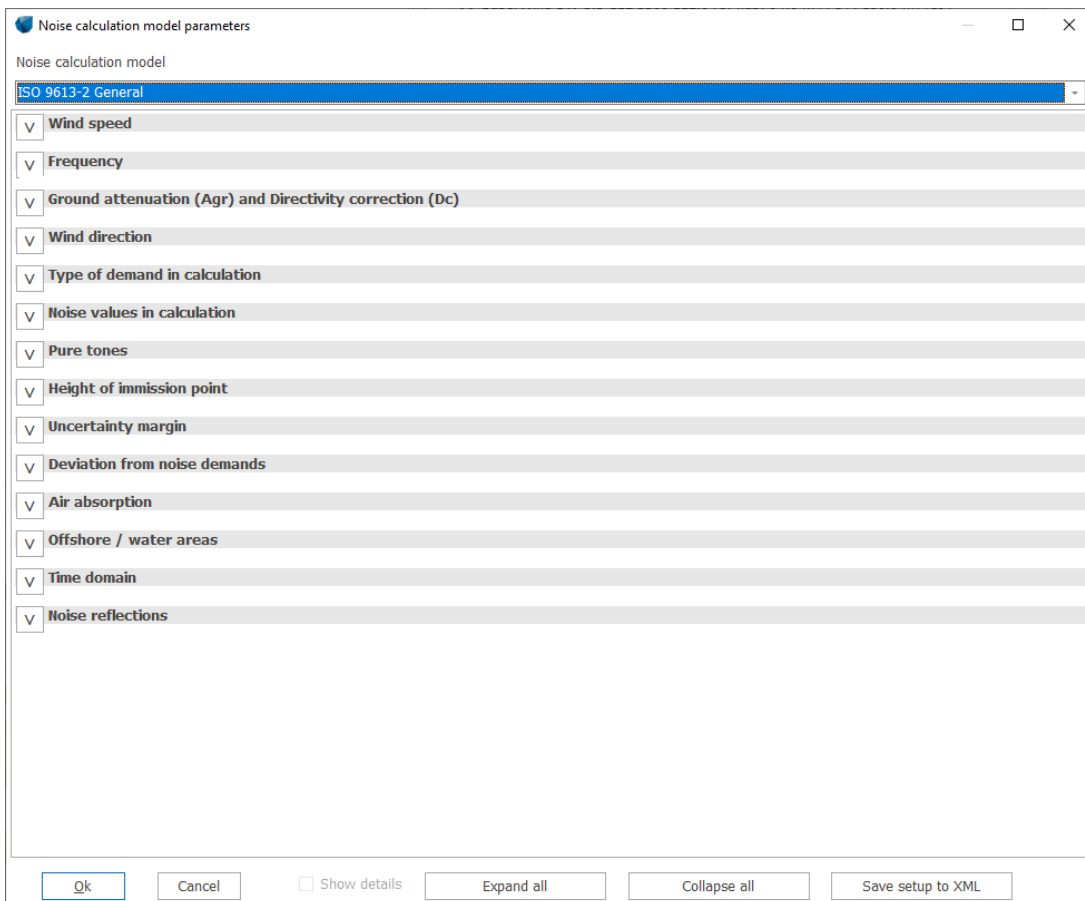 Noise calculation model parameters
Noise calculation model
ISO 9613-2 General
V Wind speed
V Frequency
V Ground attenuation (Agr) and Directivity correction (Dc)
V Wind direction
V Type of demand in calculation
V Noise values in calculation
V Pure tones
V Height of immission point
V Uncertainty margin
V Deviation from noise demands
V Air absorption
V Offshore / water areas
V Time domain
V Noise reflections
Ok Cancel Show details Expand all Collapse all Save setup to XML